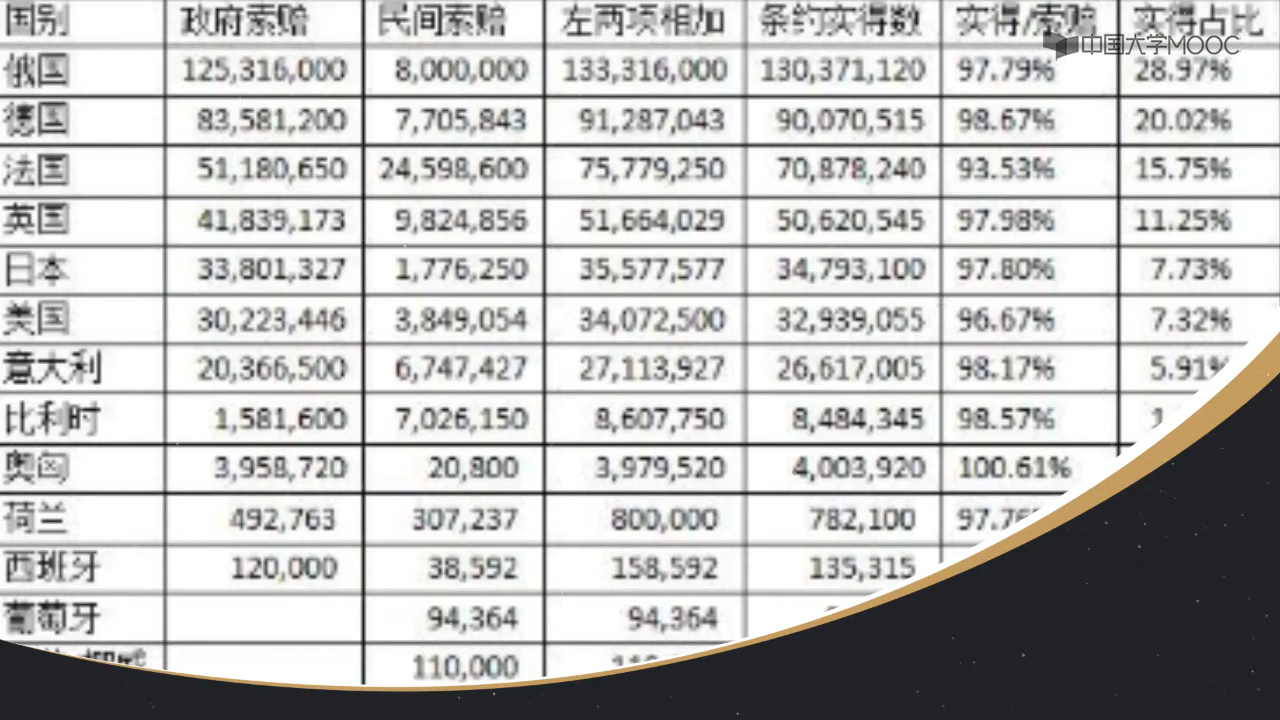 国别 政府索赔 民间索赔 左两项相加 条约实得数 实得/索赔 实得占比
中国大学MOOC
俄国 125,316,000 8,000,000 133,316,000 130,371,120 97.79% 28.97%
德国 83,581,200 7,705,843 91,287,043 90,070,515 98.67% 20.02%
法国 51,180,650 24,598,600 75,779,250 70,878,240 93.53% 15.75%
英国 41,839,173 9,824,856 51,664,029 50,620,545 97.98% 11.25%
日本 33,801,327 1,776,250 35,577,577 34,793,100 97.80% 7.73%
美国 30,223,446 3,849,054 34,072,500 32,939,055 96.67% 7.32%
意大利 20,366,500 6,747,427 27,113,927 26,617,005 98.17% 5.91%
比利时 1,581,600 7,026,150 8,607,750 8,484,345 98.57%
奥匈 3,958,720 20,800 3,979,520 4,003,920 100.61%
荷兰 492,763 307,237 800,000 782,100
西班牙 120,000 38,592 158,592 135,315
葡萄牙 94,364 94,364
110,000